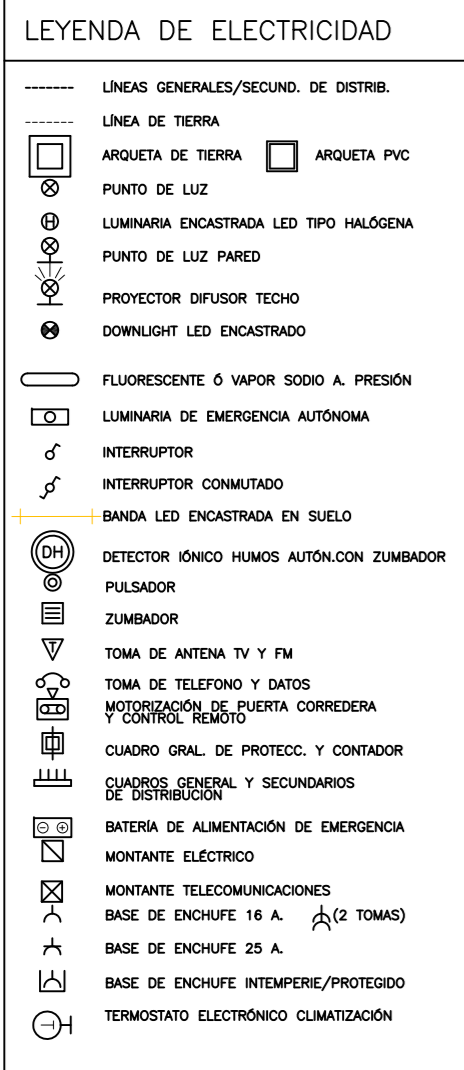 LEYENDA DE ELECTRICIDAD
LÍNEAS GENERALES/SECUND. DE DISTRIB.
LÍNEA DE TIERRA
ARQUETA DE TIERRA ARQUETA PVC
PUNTO DE LUZ
H LUMINARIA ENCASTRADA LED TIPO HALÓGENA
PUNTO DE LUZ PARED
PROYECTOR DIFUSOR TECHO
DOWNLIGHT LED ENCASTRADO
FLUORESCENTE Ó VAPOR SODIO A. PRESIÓN
LUMINARIA DE EMERGENCIA AUTÓNOMA
INTERRUPTOR
INTERRUPTOR CONMUTADO
BANDA LED ENCASTRADA EN SUELO
DH DETECTOR IÓNICO HUMOS AUTÓN.CON ZUMBADOR
PULSADOR
ZUMBADOR
T TOMA DE ANTENA TV Y FM
TOMA DE TELEFONO Y DATOS
MOTORIZACIÓN DE PUERTA CORREDERA
Y CONTROL REMOTO
CUADRO GRAL. DE PROTECC. Y CONTADOR
CUADROS GENERAL Y SECUNDARIOS
DE DISTRIBUCIÓN
BATERÍA DE ALIMENTACIÓN DE EMERGENCIA
MONTANTE ELÉCTRICO
MONTANTE TELECOMUNICACIONES
BASE DE ENCHUFE 16 A. (2 TOMAS)
BASE DE ENCHUFE 25 A.
BASE DE ENCHUFE INTEMPERIE/PROTEGIDO
TERMOSTATO ELECTRÓNICO CLIMATIZACIÓN